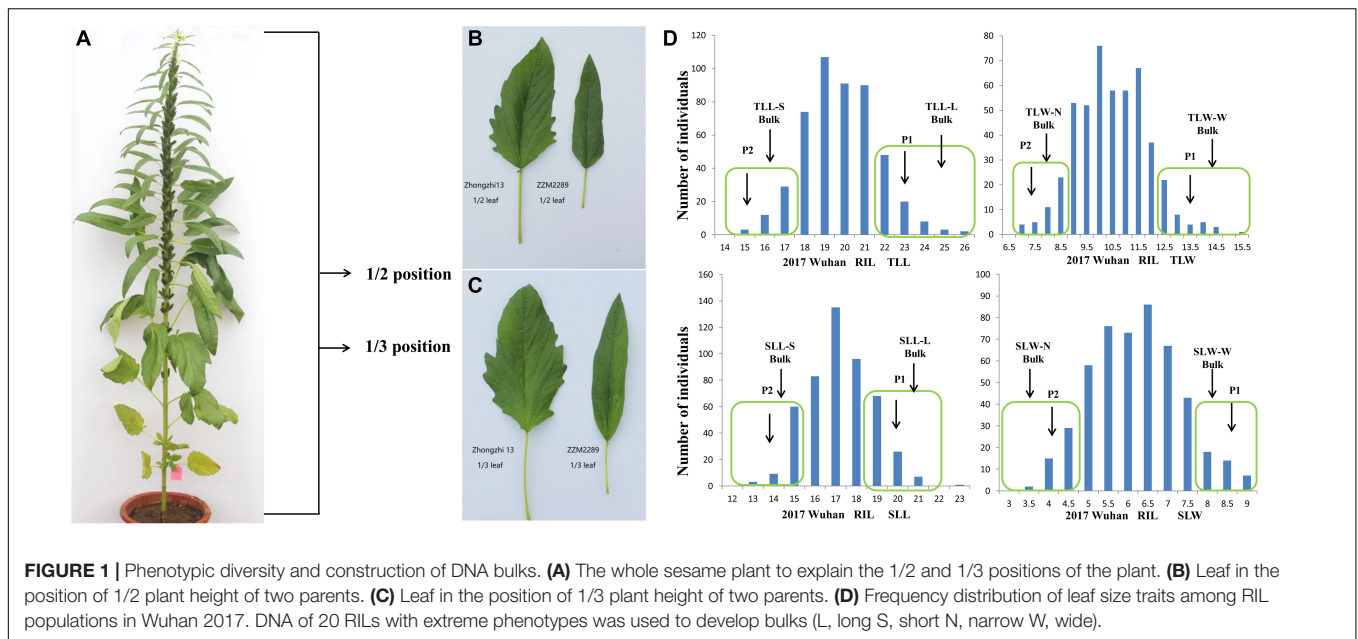 A
1/2 position
1/3 position
B
Zhongzhi13
1/2 leaf
ZZM2289
1/2 leaf
C
Zhongzhi 13
1/3 leaf
ZZM2289
1/3 leaf
D
Number of individuals
120
100
80
60
40
20
0
TLL-S
Bulk
P2
TLL-L
Bulk
P1
14 15 16 17 18 19 20 21 22 23 24 25 26
2017 Wuhan RIL TLL
80
70
60
50
40
30
20
10
0
TLW-N
Bulk
P2
TLW-W
Bulk
P1
6.5 7.5 8.5 9.5 10.5 11.5 12.5 13.5 14.5 15.5
2017 Wuhan RIL TLW
Number of individuals
160
140
120
100
80
60
40
20
0
SLL-S
Bulk
P2
SLL-L
Bulk
P1
12 13 14 15 16 17 18 19 20 21 22 23
2017 Wuhan RIL SLL
100
90
80
70
60
50
40
30
20
10
0
SLW-N
Bulk
P2
SLW-W
Bulk
P1
3 3.5 4 4.5 5 5.5 6 6.5 7 7.5 8 8.5 9
2017 Wuhan RIL SLW
FIGURE 1 | Phenotypic diversity and construction of DNA bulks. (A) The whole sesame plant to explain the 1/2 and 1/3 positions of the plant. (B) Leaf in the
position of 1/2 plant height of two parents. (C) Leaf in the position of 1/3 plant height of two parents. (D) Frequency distribution of leaf size traits among RIL
populations in Wuhan 2017. DNA of 20 RILs with extreme phenotypes was used to develop bulks (L, long S, short N, narrow W, wide).